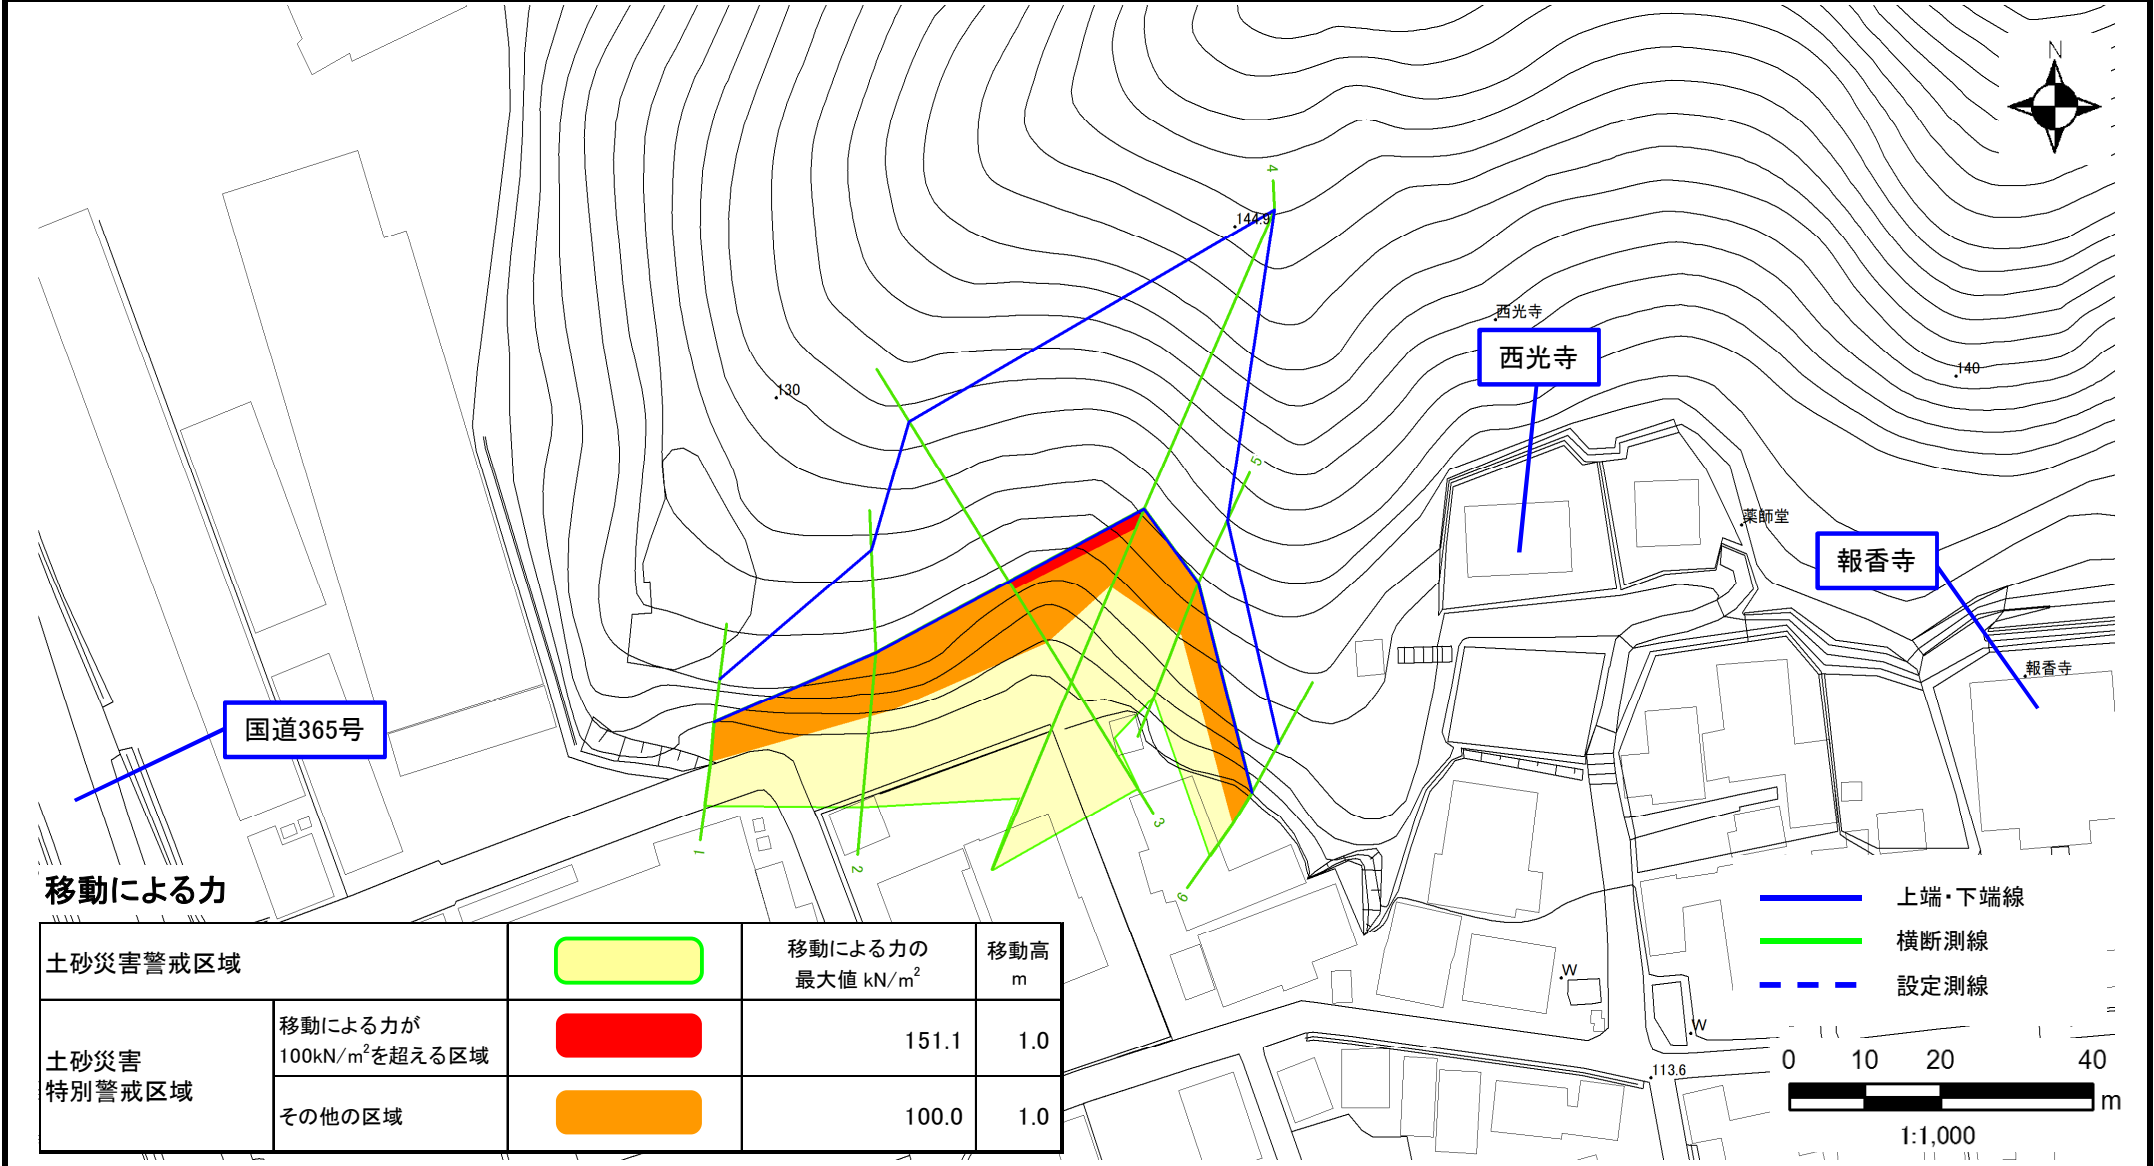 N
4
144.9
西光寺
西光寺
140
130
5
薬師堂
報香寺
報香寺
国道365号
3
1
2
6
移動による力
土砂災害警戒区域
移動による力の
最大値 kN/m²
移動高
m
土砂災害
特別警戒区域
移動による力が
100kN/m²を超える区域
151.1
1.0
その他の区域
100.0
1.0
上端・下端線
横断測線
設定測線
W
W
113.6
0 10 20 40
m
1:1,000